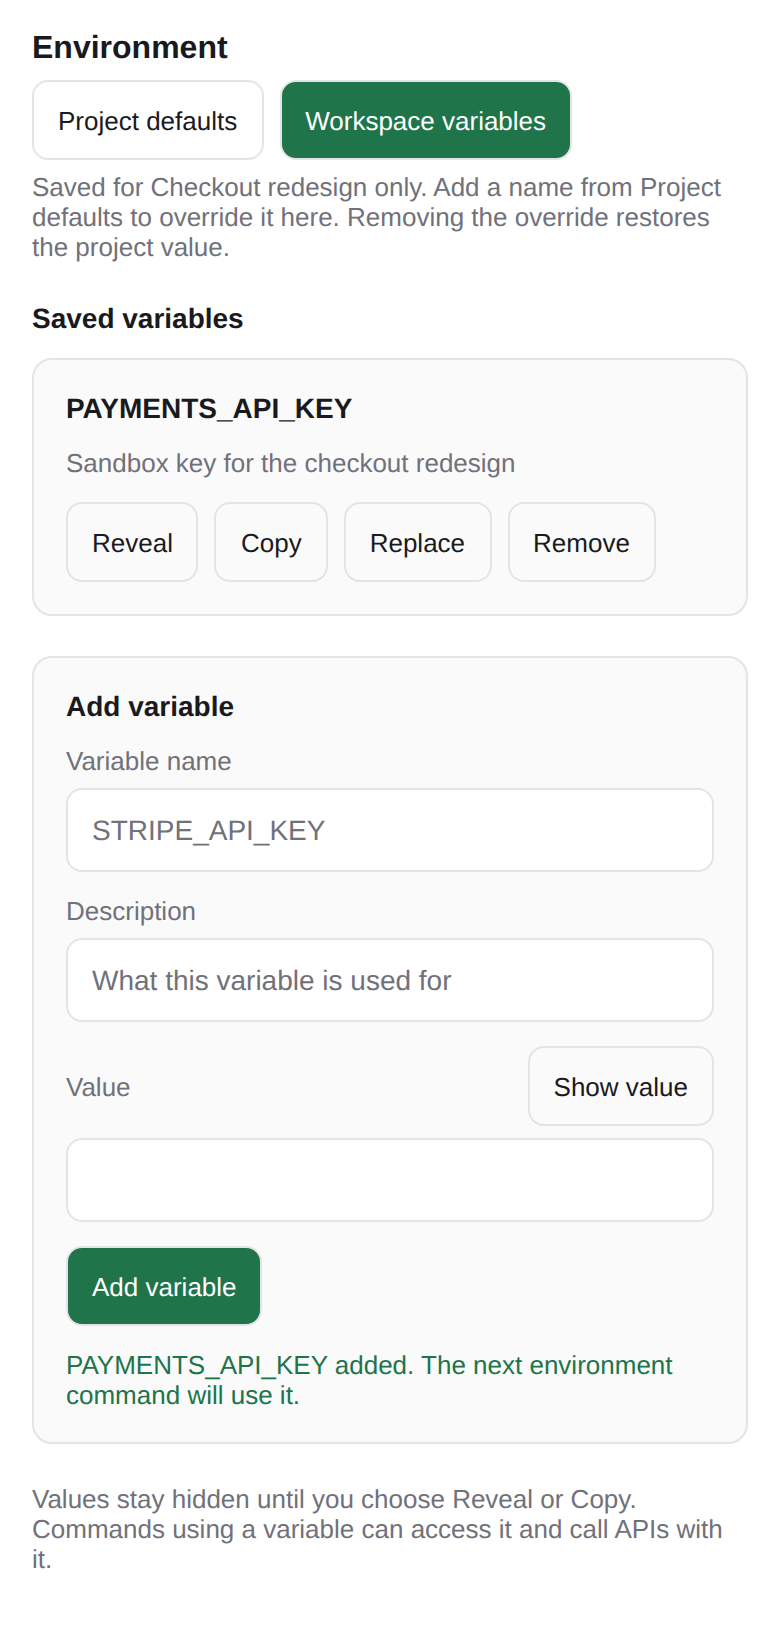 Environment
Project defaults
Workspace variables
Saved for Checkout redesign only. Add a name from Project
defaults to override it here. Removing the override restores
the project value.
Saved variables
PAYMENTS_API_KEY
Sandbox key for the checkout redesign
Reveal
Copy
Replace
Remove
Add variable
Variable name
STRIPE_API_KEY
Description
What this variable is used for
Value
Show value
Add variable
PAYMENTS_API_KEY added. The next environment
command will use it.
Values stay hidden until you choose Reveal or Copy.
Commands using a variable can access it and call APIs with
it.